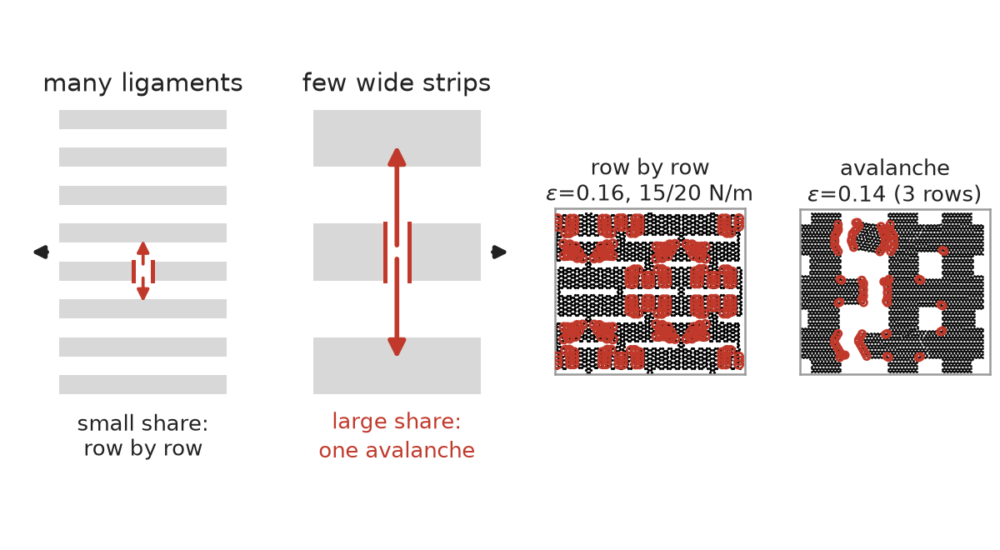 many ligaments
small share:
row by row
few wide strips
large share:
one avalanche
row by row
ε=0.16, 15/20 N/m
avalanche
ε=0.14 (3 rows)